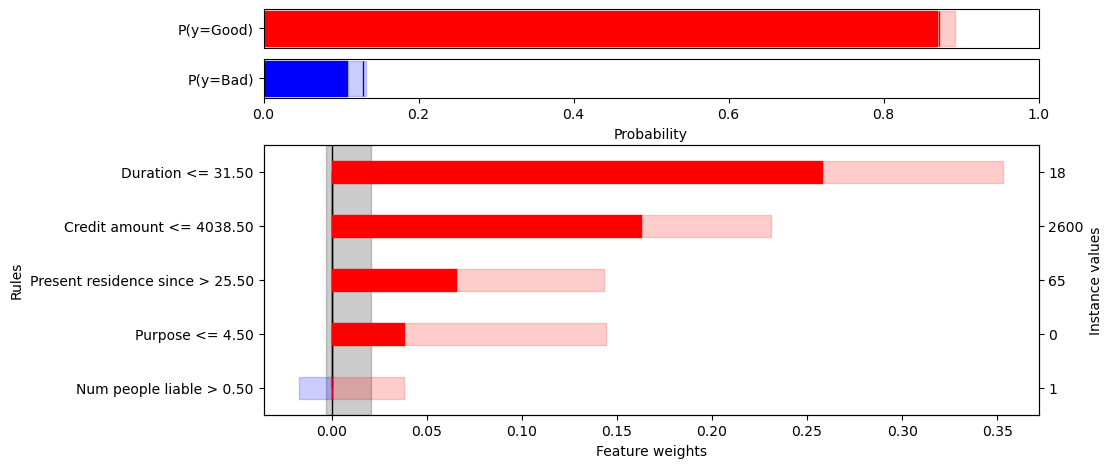 P(y=Good)
P(y=Bad)
0.0 0.2 0.4 0.6 0.8 1.0
Probability
Rules
Duration <= 31.50 18
Credit amount <= 4038.50 2600
Present residence since > 25.50 65
Purpose <= 4.50 0
Num people liable > 0.50 1
Instance values
0.00 0.05 0.10 0.15 0.20 0.25 0.30 0.35
Feature weights